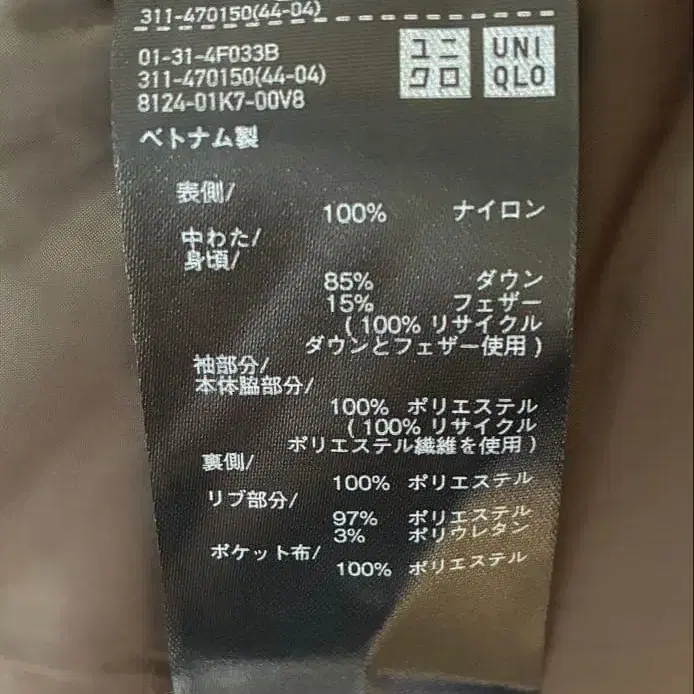 311-470150(44-04)
01-31-4F033B
311-470150(44-04)
8124-01K7-00V8
ユニ
クロ
UNI
QLO
ベトナム製
表側/
100% ナイロン
中わた/
身頃/
85% ダウン
15% フェザー
(100% リサイクル
ダウンとフェザー使用)
袖部分/
本体脇部分/
100% ポリエステル
(100% リサイクル
ポリエステル繊維を使用)
裏側/
100% ポリエステル
リブ部分/
97% ポリエステル
3% ポリウレタン
ポケット布/
100% ポリエステル